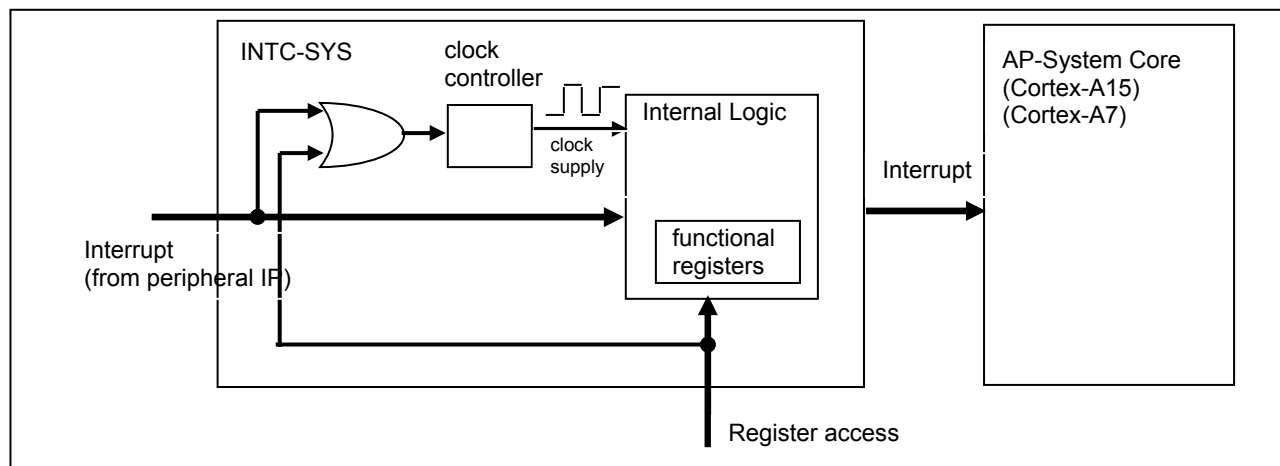 INTC-SYS
clock
controller
clock
supply
Internal Logic
functional
registers
AP-System Core
(Cortex-A15)
(Cortex-A7)
Interrupt
Interrupt
(from peripheral IP)
Register access